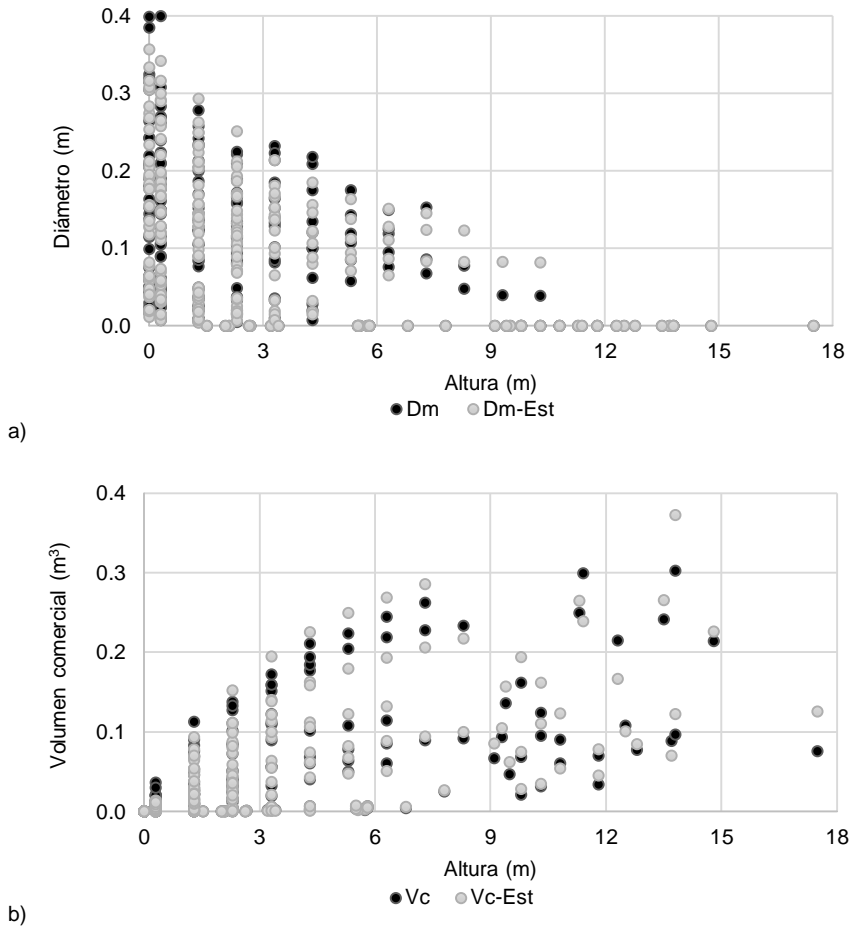 0.4
0.3
0.2
0.1
0.0
Diámetro (m)
0 3 6 9 12 15 18
Altura (m)
Dm Dm-Est
a)
0.4
0.3
0.2
0.1
0.0
Volumen comercial (m³)
0 3 6 9 12 15 18
Altura (m)
Vc Vc-Est
b)